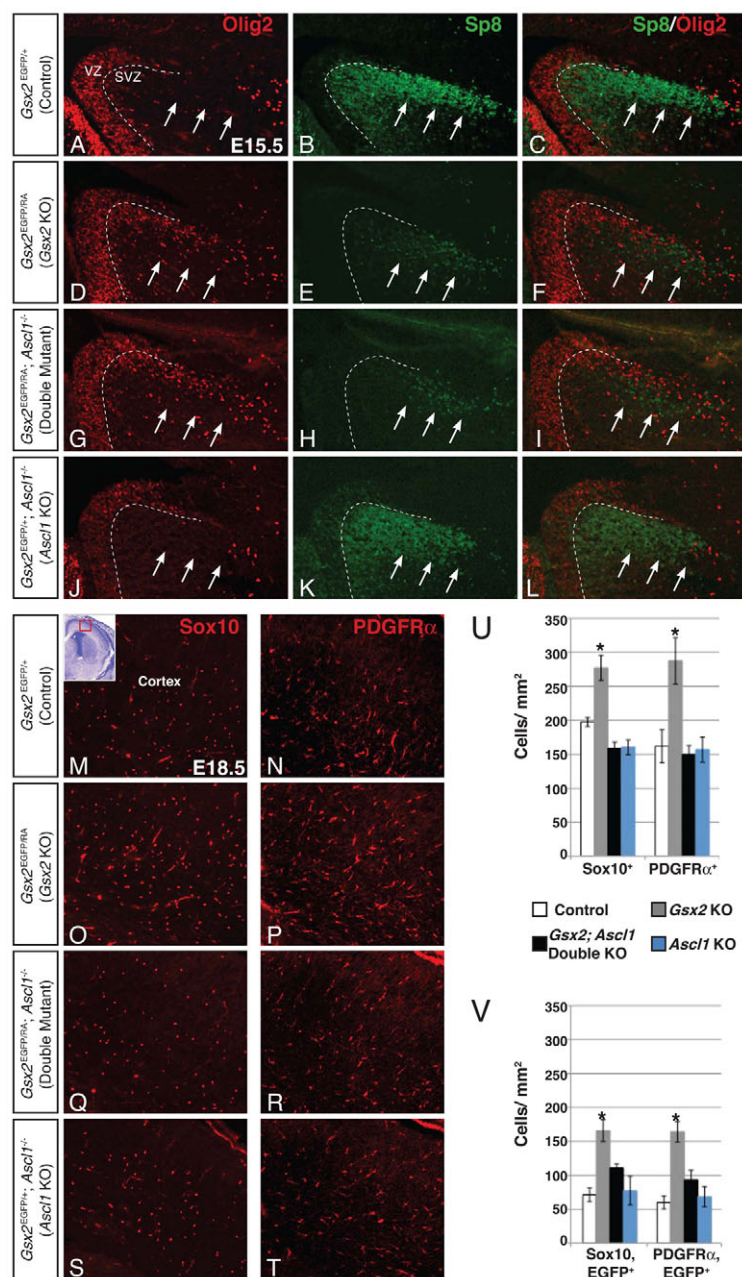 Olig2
Sp8
Sp8/Olig2
Gsx2 EGFP/+
(Control)
VZ
SVZ
A
E15.5
B
C
Gsx2EGFP/RA
(Gsx2 KO)
D
E
F
Gsx2EGFP/RA; Ascl1-/-
(Double Mutant)
G
H
I
Gsx2EGFP/+; Ascl1-/-
(Ascl1 KO)
J
K
L
Sox10
PDGFRα
Gsx2 EGFP/+
(Control)
Cortex
M
E18.5
N
Gsx2EGFP/RA
(Gsx2 KO)
O
P
Gsx2EGFP/RA; Ascl1-/-
(Double Mutant)
Q
R
Gsx2EGFP/+; Ascl1-/-
(Ascl1 KO)
S
T
U
Cells/ mm2
350
300
250
200
150
100
50
0
*
*
Sox10+
PDGFRα+
Control
Gsx2 KO
Gsx2; Ascl1
Double KO
Ascl1 KO
V
Cells/ mm2
350
300
250
200
150
100
50
0
*
*
Sox10,
EGFP+
PDGFRα,
EGFP+